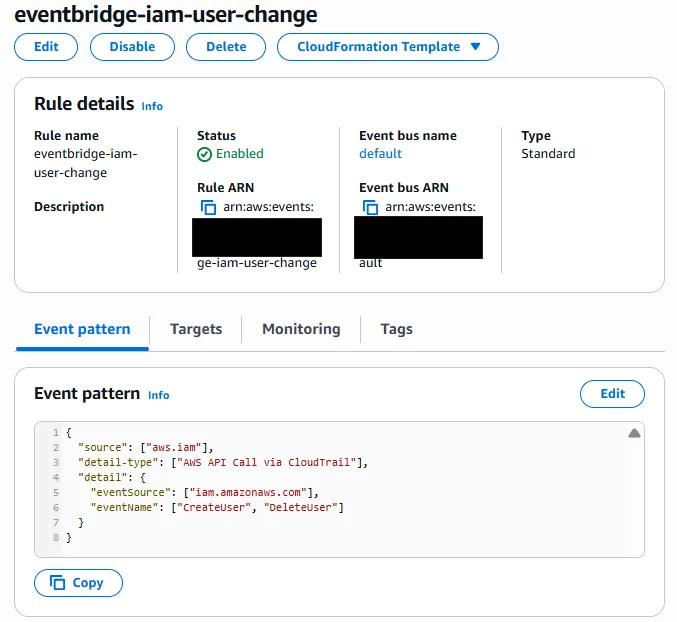 eventbridge-iam-user-change
Edit
Disable
Delete
CloudFormation Template
Rule details Info
Rule name
eventbridge-iam-
user-change
Description
Status
Enabled
Rule ARN
arn:aws:events:
ge-iam-user-change
Event bus name
default
Event bus ARN
arn:aws:events:
ault
Type
Standard
Event pattern
Targets
Monitoring
Tags
Event pattern Info
Edit
1 {
2 "source": ["aws.iam"],
3 "detail-type": ["AWS API Call via CloudTrail"],
4 "detail": {
5 "eventSource": ["iam.amazonaws.com"],
6 "eventName": ["CreateUser", "DeleteUser"]
7 }
8 }
Copy